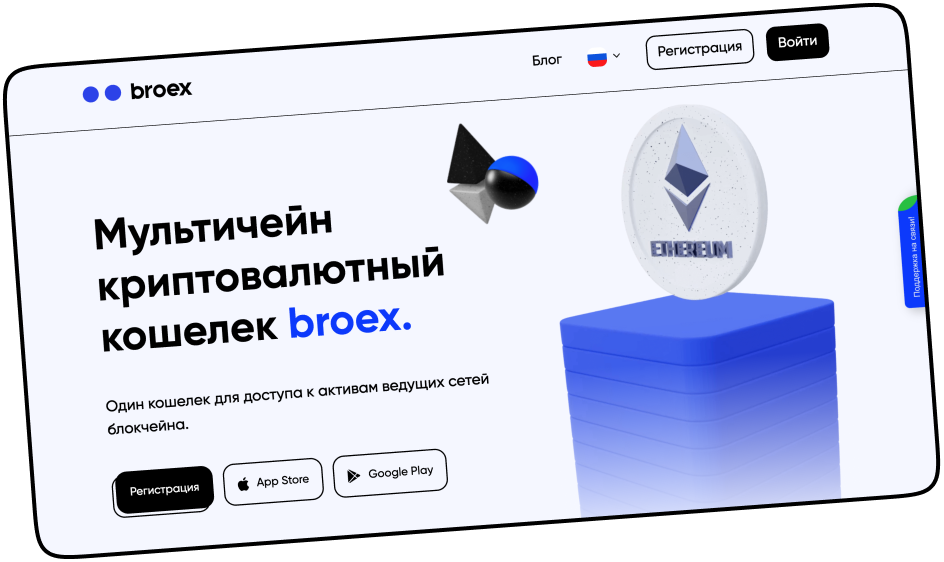 broex
Блог
Регистрация
Войти
Мультичейн
криптовалютный
кошелек broex.
ETHEREUM
Поддержка на связи!
Один кошелек для доступа к активам ведущих сетей
блокчейна.
Регистрация
App Store
Google Play